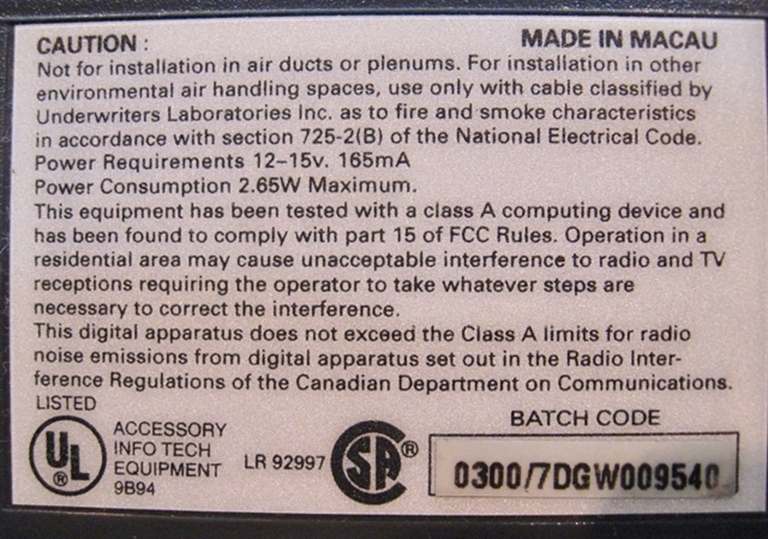 CAUTION : MADE IN MACAU
Not for installation in air ducts or plenums. For installation in other
environmental air handling spaces, use only with cable classified by
Underwriters Laboratories Inc. as to fire and smoke characteristics
in accordance with section 725-2(B) of the National Electrical Code.
Power Requirements 12-15v. 165mA
Power Consumption 2.65W Maximum.
This equipment has been tested with a class A computing device and
has been found to comply with part 15 of FCC Rules. Operation in a
residential area may cause unacceptable interference to radio and TV
receptions requiring the operator to take whatever steps are
necessary to correct the interference.
This digital apparatus does not exceed the Class A limits for radio
noise emissions from digital apparatus set out in the Radio Inter-
ference Regulations of the Canadian Department on Communications.
LISTED
UL ®
ACCESSORY
INFO TECH
EQUIPMENT
9B94
LR 92997
SA ®
BATCH CODE
0300/7DGW009540